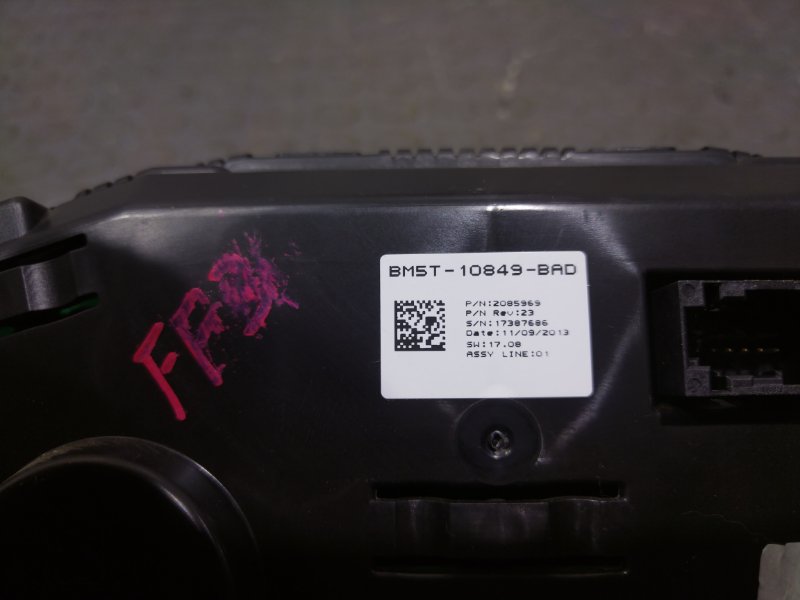 BM5T-10849-BAD
P/N:2085969
P/N Rev:23
S/N:17387686
Date:11/09/2013
SW:17.08
ASSY LINE:01